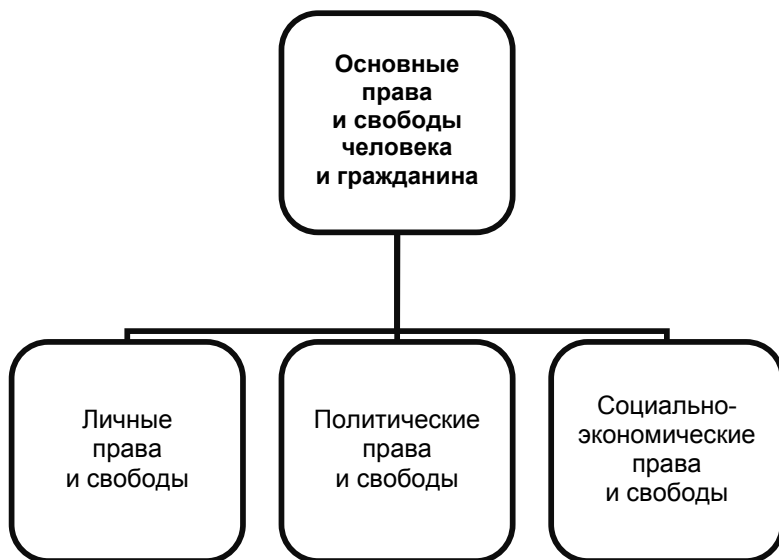 Основные
права
и свободы
человека
и гражданина
Личные
права
и свободы
Политические
права
и свободы
Социально-
экономические
права
и свободы